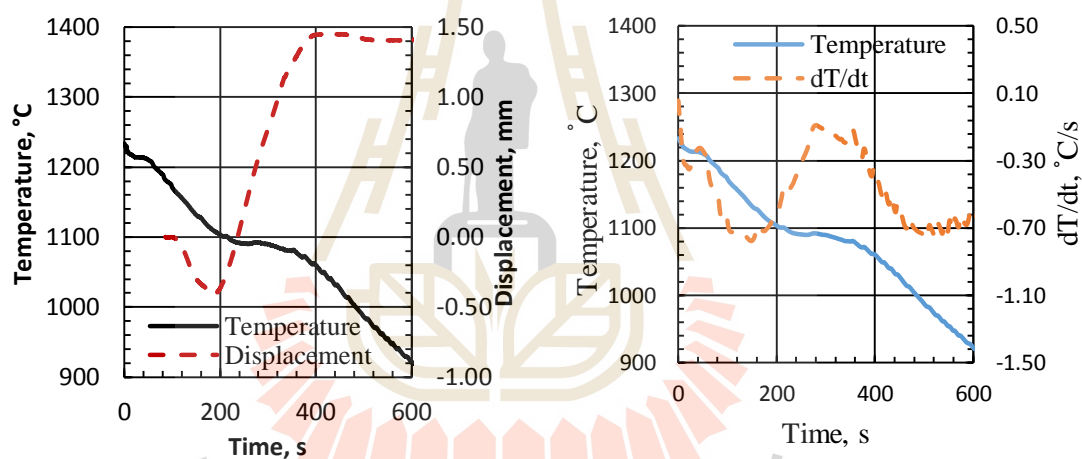 1400
1300
1200
1100
1000
900
Temperature, °C
1.50
1.00
0.50
0.00
-0.50
-1.00
Displacement, mm
Temperature
Displacement
0 200 400 600
Time, s
1400
1300
1200
1100
1000
900
Temperature, °C
0.50
0.10
-0.30
-0.70
-1.10
-1.50
dT/dt, °C/s
Temperature
dT/dt
0 200 400 600
Time, s